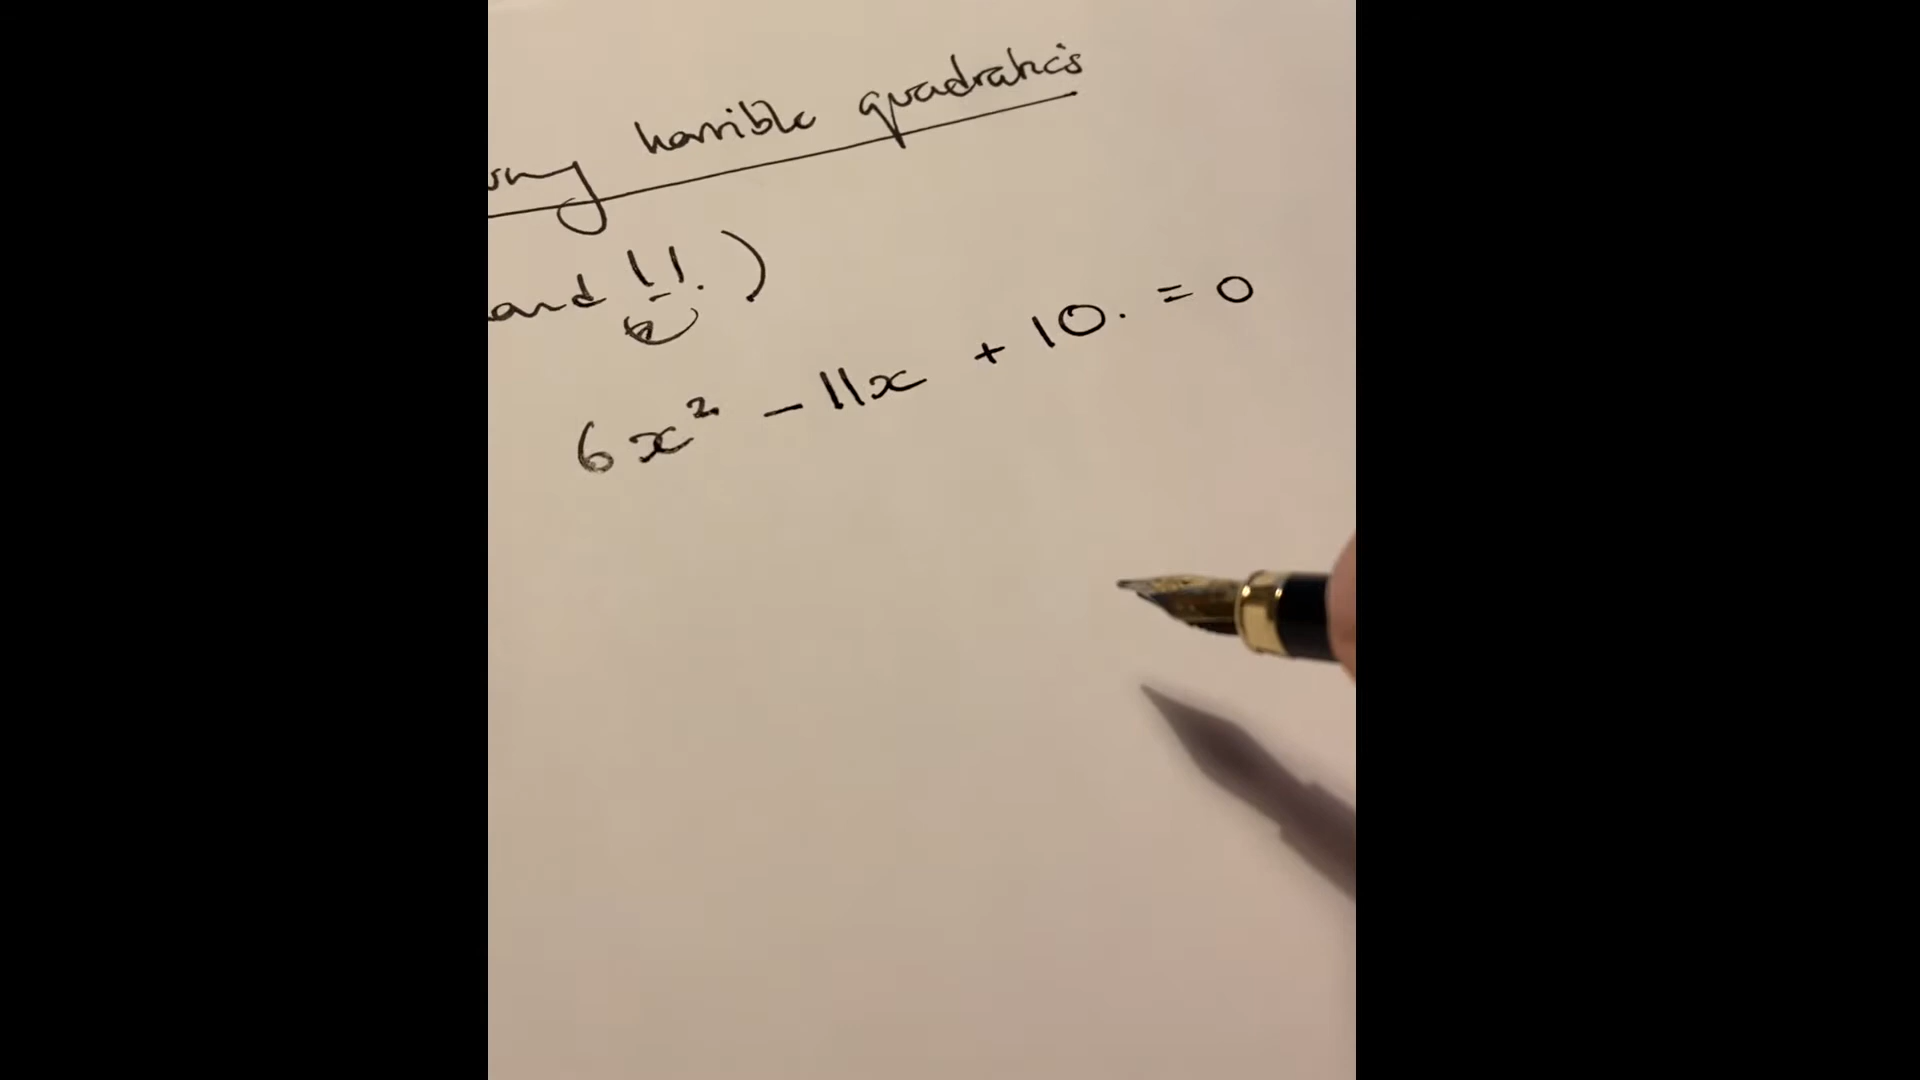 horrible quadratics
and !!)
6x² - 11x + 10. = 0